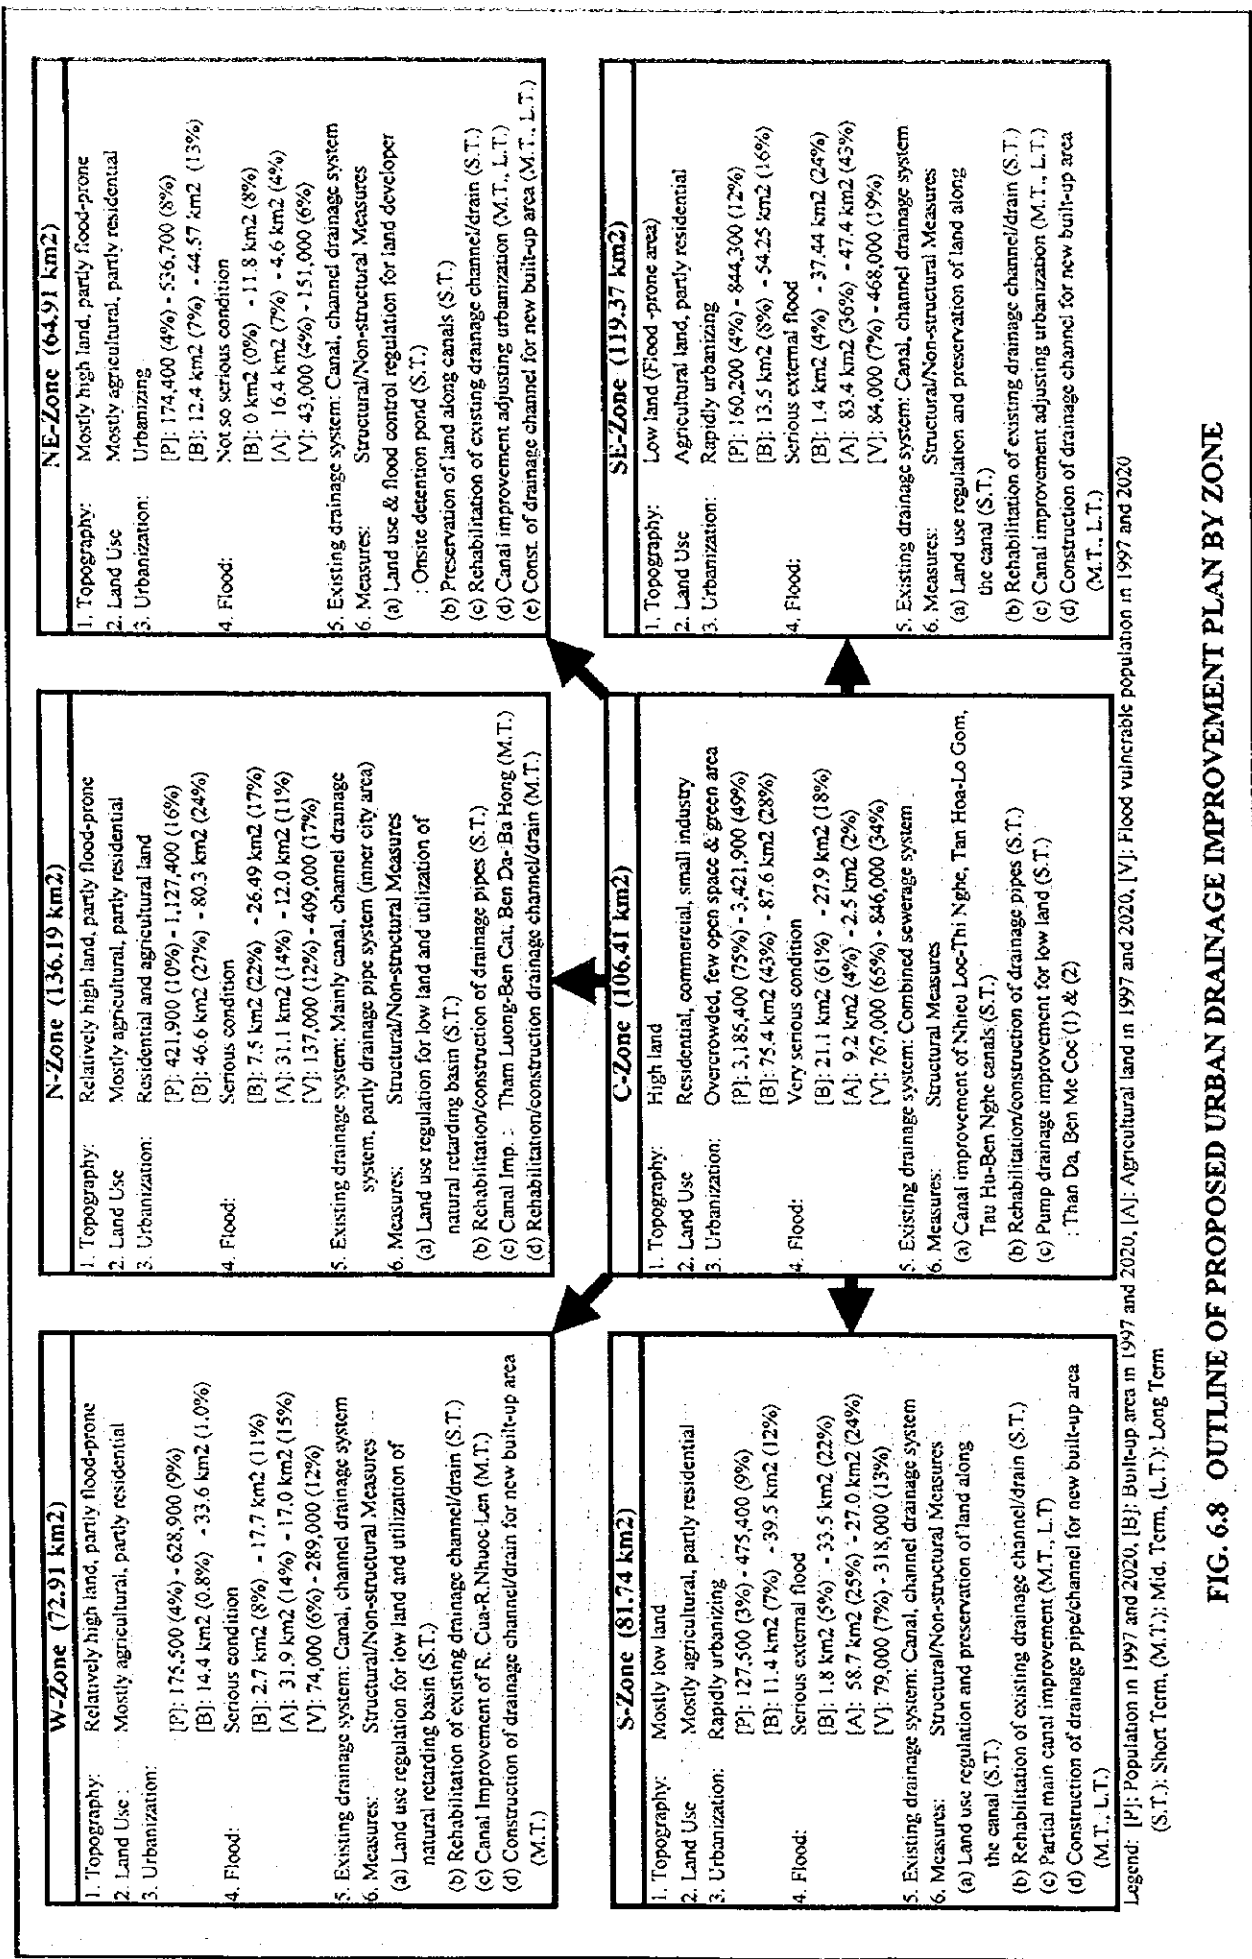 W-Zone (72.91 km2)
1. Topography: Relatively high land, partly flood-prone
2. Land Use : Mostly agricultural, partly residential
3. Urbanization:
[P]: 175,500 (4%) - 628,900 (9%)
[B]: 14.4 km2 (0.8%) - 33.6 km2 (1.0%)
4. Flood: Serious condition
[B]: 2.7 km2 (8%) - 17.7 km2 (11%)
[A]: 31.9 km2 (14%) - 17.0 km2 (15%)
[V]: 74,000 (6%) - 289,000 (12%)
5. Existing drainage system: Canal, channel drainage system
6. Measures: Structural/Non-structural Measures
(a) Land use regulation for low land and utilization of
natural retarding basin (S.T.)
(b) Rehabilitation of existing drainage channel/drain (S.T.)
(c) Canal Improvement of R. Cua-R.Nhuoc Len (M.T.)
(d) Construction of drainage channel/drain for new built-up area
(M.T.)
N-Zone (136.19 km2)
1. Topography: Relatively high land, partly flood-prone
2. Land Use Mostly agricultural, partly residential
3. Urbanization: Residential and agricultural land
[P]: 421,900 (10%) - 1,127,400 (16%)
[B]: 46.6 km2 (27%) - 80.3 km2 (24%)
4. Flood: Serious condition
[B]: 7.5 km2 (22%) - 26.49 km2 (17%)
[A]: 31.1 km2 (14%) - 12.0 km2 (11%)
[V]: 137,000 (12%) - 409,000 (17%)
5. Existing drainage system: Mainly canal, channel drainage
system, partly drainage pipe system (inner city area)
6. Measures: Structural/Non-structural Measures
(a) Land use regulation for low land and utilization of
natural retarding basin (S.T.)
(b) Rehabilitation/construction of drainage pipes (S.T.)
(c) Canal Imp. : Tham Luong-Ben Cat, Ben Da- Ba Hong (M.T.)
(d) Rehabilitation/construction drainage channel/drain (M.T.)
NE-Zone (64.91 km2)
1. Topography: Mostly high land, partly flood-prone
2. Land Use Mostly agricultural, partly residential
3. Urbanization: Urbanizing
[P]: 174,400 (4%) - 536,700 (8%)
[B]: 12.4 km2 (7%) - 44.57 km2 (13%)
4. Flood: Not so serious condition
[B]: 0 km2 (0%) - 11.8 km2 (8%)
[A]: 16.4 km2 (7%) - 4.6 km2 (4%)
[V]: 43,000 (4%) - 151,000 (6%)
5. Existing drainage system: Canal, channel drainage system
6. Measures: Structural/Non-structural Measures
(a) Land use & flood control regulation for land developer
: Onsite detention pond (S.T.)
(b) Preservation of land along canals (S.T.)
(c) Rehabilitation of existing drainage channel/drain (S.T.)
(d) Canal improvement adjusting urbanization (M.T., L.T.)
(e) Const. of drainage channel for new built-up area (M.T., L.T.)
S-Zone (81.74 km2)
1. Topography: Mostly low land
2. Land Use Mostly agricultural, partly residential
3. Urbanization: Rapidly urbanizing
[P]: 127,500 (3%) - 475,400 (9%)
[B]: 11.4 km2 (7%) - 39.5 km2 (12%)
4. Flood: Serious external flood
[B]: 1.8 km2 (5%) - 33.5 km2 (22%)
[A]: 58.7 km2 (25%) - 27.0 km2 (24%)
[V]: 79,000 (7%) - 318,000 (13%)
5. Existing drainage system: Canal, channel drainage system
6. Measures: Structural/Non-structural Measures
(a) Land use regulation and preservation of land along
the canal (S.T.)
(b) Rehabilitation of existing drainage channel/drain (S.T.)
(c) Partial main canal improvement (M.T., L.T)
(d) Construction of drainage pipe/channel for new built-up area
(M.T., L.T.)
C-Zone (106.41 km2)
1. Topography: High land
2. Land Use Residential, commercial, small industry
3. Urbanization: Overcrowded, few open space & green area
[P]: 3,185,400 (75%) - 3,421,900 (49%)
[B]: 75.4 km2 (43%) - 87.6 km2 (28%)
4. Flood: Very serious condition
[B]: 21.1 km2 (61%) - 27.9 km2 (18%)
[A]: 9.2 km2 (4%) - 2.5 km2 (2%)
[V]: 767,000 (65%) - 846,000 (34%)
5. Existing drainage system: Combined sewerage system
6. Measures: Structural Measures
(a) Canal improvement of Nhieu Loc-Thi Nghe, Tan Hoa-Lo Gom,
Tau Hu-Ben Nghe canals (S.T.)
(b) Rehabilitation/construction of drainage pipes (S.T.)
(c) Pump drainage improvement for low land (S.T.)
: Than Da, Ben Me Coc (1) & (2)
SE-Zone (119.37 km2)
1. Topography: Low land (Flood -prone area)
2. Land Use Agricultural land, partly residential
3. Urbanization: Rapidly urbanizing
[P]: 160,200 (4%) - 844,300 (12%)
[B]: 13.5 km2 (8%) - 54.25 km2 (16%)
4. Flood: Serious external flood
[B]: 1.4 km2 (4%) - 37.44 km2 (24%)
[A]: 83.4 km2 (36%) - 47.4 km2 (43%)
[V]: 84,000 (7%) - 468,000 (19%)
5. Existing drainage system: Canal, channel drainage system
6. Measures: Structural/Non-structural Measures
(a) Land use regulation and preservation of land along
the canal (S.T.)
(b) Rehabilitation of existing drainage channel/drain (S.T.)
(c) Canal improvement adjusting urbanization (M.T., L.T.)
(d) Construction of drainage channel for new built-up area
(M.T., L.T.)
Legend: [P]: Population in 1997 and 2020, [B]: Built-up area in 1997 and 2020, [A]: Agricultural land in 1997 and 2020, [V]: Flood vulnerable population in 1997 and 2020
(S.T.): Short Term, (M.T.): Mid. Term, (L.T.): Long Term
FIG. 6.8 OUTLINE OF PROPOSED URBAN DRAINAGE IMPROVEMENT PLAN BY ZONE